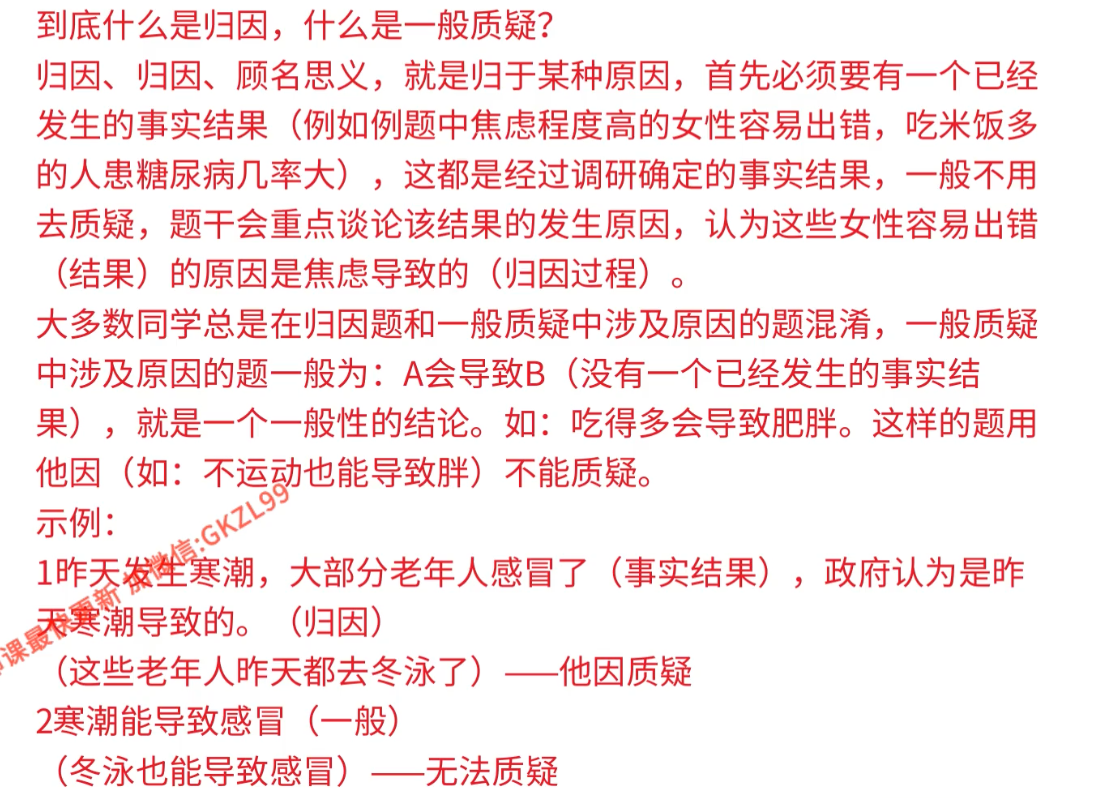 到底什么是归因，什么是一般质疑？
归因、归因、顾名思义，就是归于某种原因，首先必须要有一个已经
发生的事实结果（例如例题中焦虑程度高的女性容易出错，吃米饭多
的人患糖尿病几率大），这都是经过调研确定的事实结果，一般不用
去质疑，题干会重点谈论该结果的发生原因，认为这些女性容易出错
（结果）的原因是焦虑导致的（归因过程）。
大多数同学总是在归因题和一般质疑中涉及原因的题混淆，一般质疑
中涉及原因的题一般为：A会导致B（没有一个已经发生的事实结
果），就是一个一般性的结论。如：吃得多会导致肥胖。这样的题用
他因（如：不运动也能导致胖）不能质疑。
示例：
1昨天发生寒潮，大部分老年人感冒了（事实结果），政府认为是昨
天寒潮导致的。（归因）
（这些老年人昨天都去冬泳了）——他因质疑
2寒潮能导致感冒（一般）
（冬泳也能导致感冒）——无法质疑
课最快更新 加微信:GKZL99